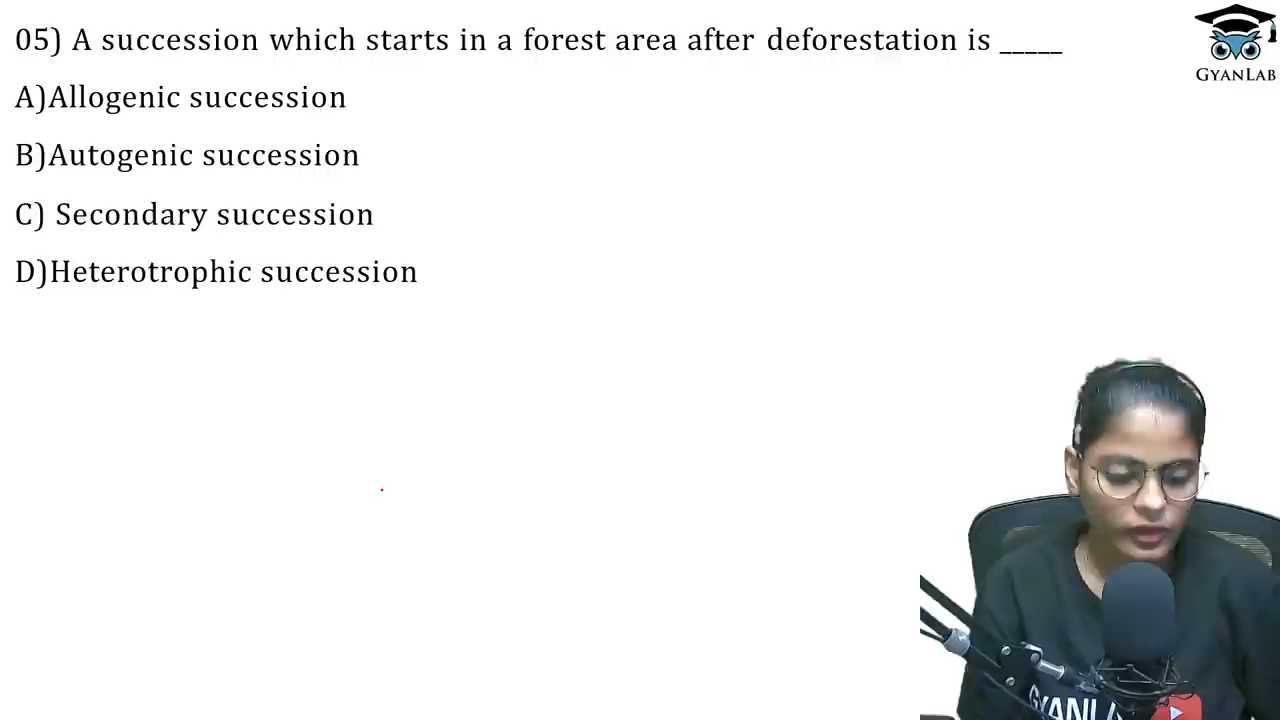 05) A succession which starts in a forest area after deforestation is _____
GYANLAB
A)Allogenic succession
B)Autogenic succession
C) Secondary succession
D)Heterotrophic succession